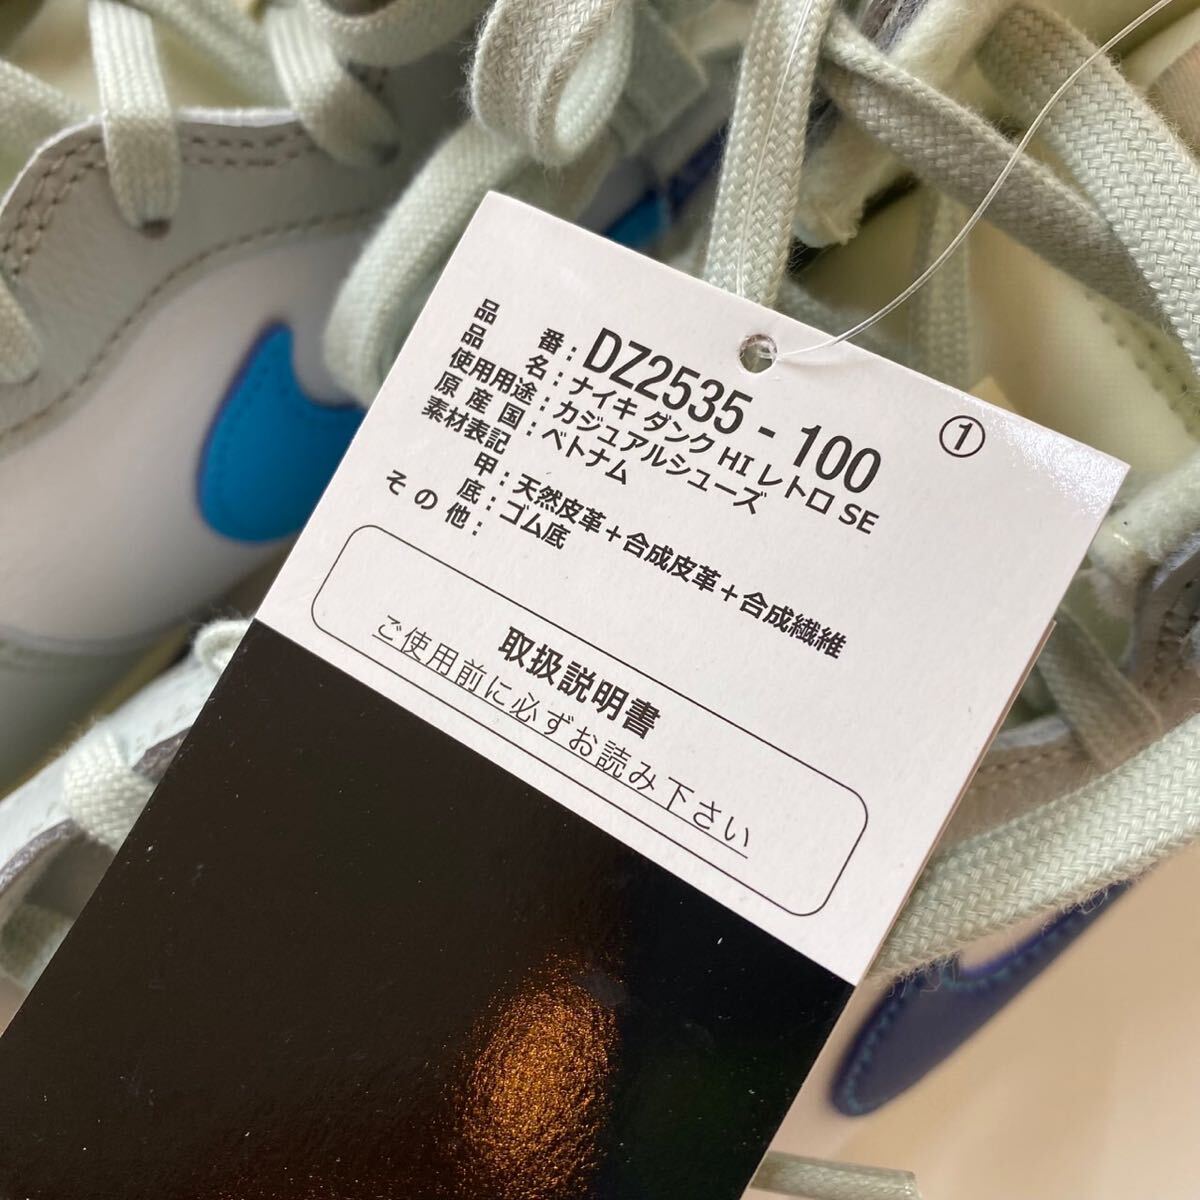 品番: DZ2535 - 100 ①
品名: ナイキ ダンク HI レトロ SE
使用用途: カジュアルシューズ
原産国: ベトナム
素材表記
甲: 天然皮革+合成皮革+合成繊維
底: ゴム底
その他:
取扱説明書
ご使用前に必ずお読み下さい